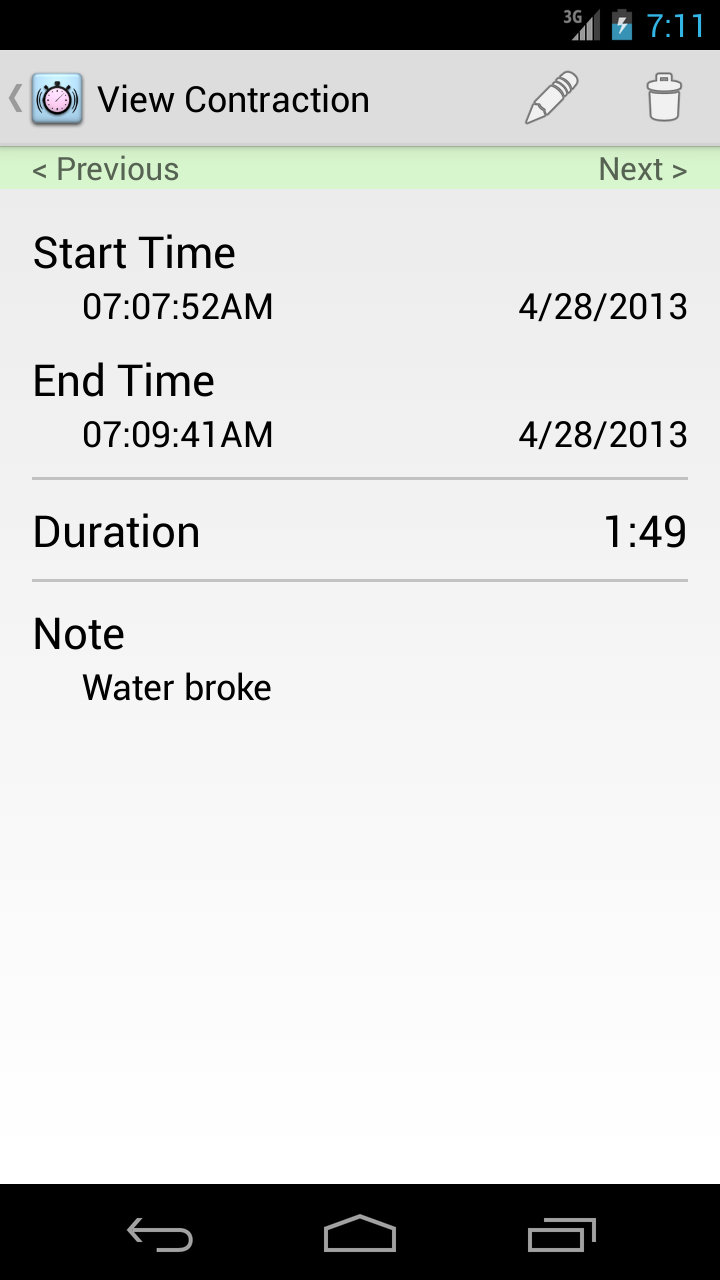 3G 7:11
View Contraction
< Previous Next >
Start Time
07:07:52AM 4/28/2013
End Time
07:09:41AM 4/28/2013
Duration 1:49
Note
Water broke